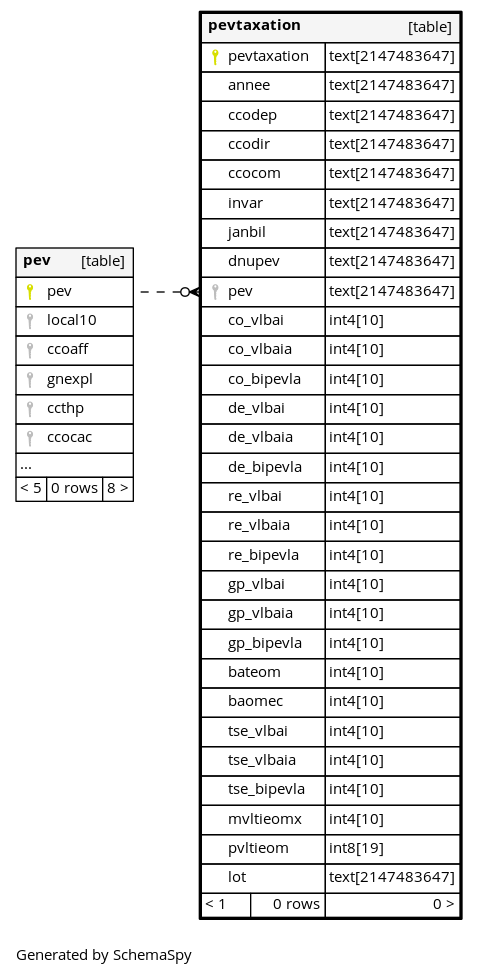 pevtaxation [table]
pevtaxation text[2147483647]
annee text[2147483647]
ccodep text[2147483647]
ccodir text[2147483647]
ccocom text[2147483647]
invar text[2147483647]
janbil text[2147483647]
dnupev text[2147483647]
pev text[2147483647]
co_vlbai int4[10]
co_vlbaia int4[10]
co_bipevla int4[10]
de_vlbai int4[10]
de_vlbaia int4[10]
de_bipevla int4[10]
re_vlbai int4[10]
re_vlbaia int4[10]
re_bipevla int4[10]
gp_vlbai int4[10]
gp_vlbaia int4[10]
gp_bipevla int4[10]
bateom int4[10]
baomec int4[10]
tse_vlbai int4[10]
tse_vlbaia int4[10]
tse_bipevla int4[10]
mvltieomx int4[10]
pvltieom int8[19]
lot text[2147483647]
< 1 0 rows 0 >
pev [table]
pev
local10
ccoaff
gnexpl
ccthp
ccocac
...
< 5 0 rows 8 >
Generated by SchemaSpy